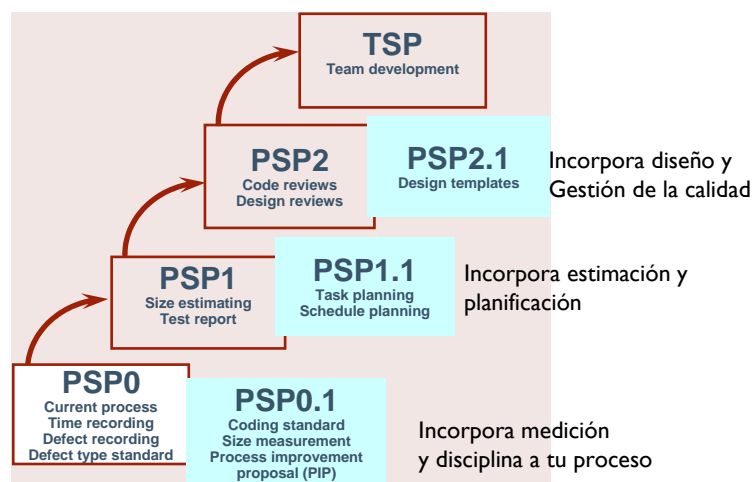 TSP
Team development
PSP2
Code reviews
Design reviews
PSP2.1
Design templates
Incorpora diseño y
Gestión de la calidad
PSP1
Size estimating
Test report
PSP1.1
Task planning
Schedule planning
Incorpora estimación y
planificación
PSP0
Current process
Time recording
Defect recording
Defect type standard
PSP0.1
Coding standard
Size measurement
Process improvement
proposal (PIP)
Incorpora medición
y disciplina a tu proceso